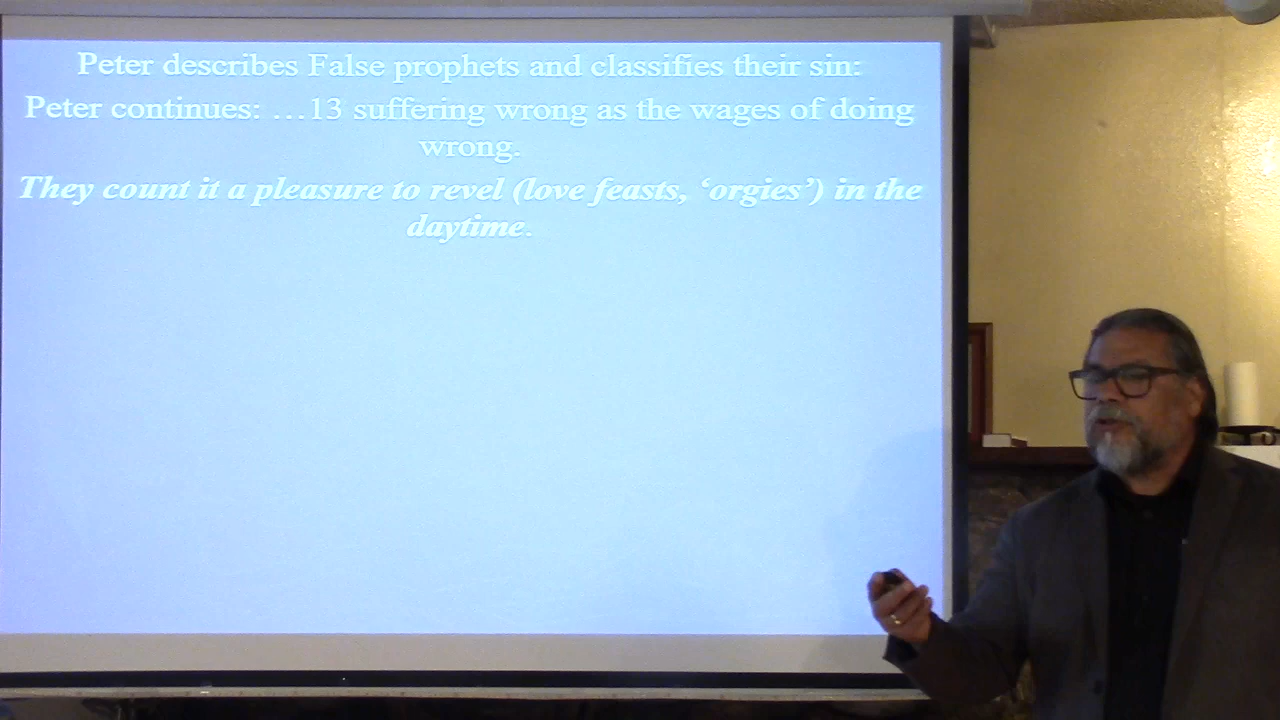 Peter describes False prophets and classifies their sin:
Peter continues: …13 suffering wrong as the wages of doing
wrong.
They count it a pleasure to revel (love feasts, ‘orgies’) in the
daytime.